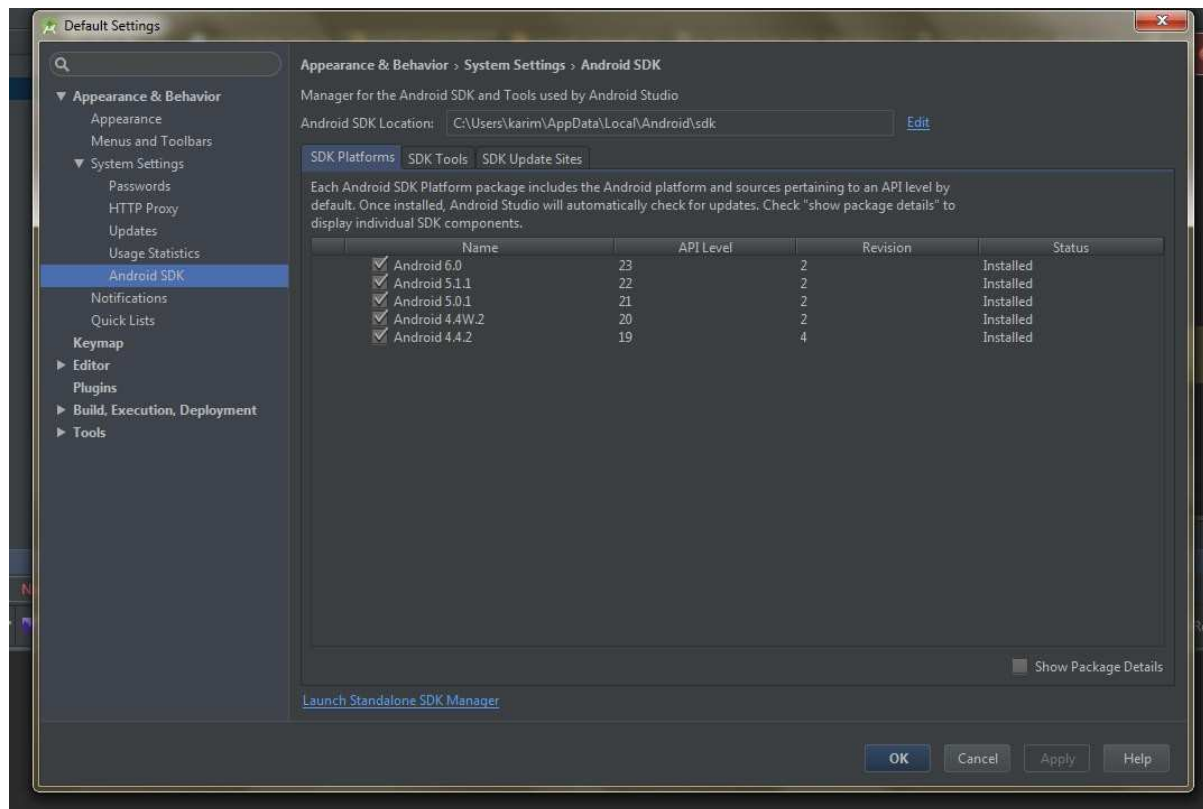 Default Settings
Appearance & Behavior
Appearance
Menus and Toolbars
System Settings
Passwords
HTTP Proxy
Updates
Usage Statistics
Android SDK
Notifications
Quick Lists
Keymap
Editor
Plugins
Build, Execution, Deployment
Tools
Appearance & Behavior › System Settings › Android SDK
Manager for the Android SDK and Tools used by Android Studio
Android SDK Location: C:\Users\karim\AppData\Local\Android\sdk Edit
SDK Platforms SDK Tools SDK Update Sites
Each Android SDK Platform package includes the Android platform and sources pertaining to an API level by
default. Once installed, Android Studio will automatically check for updates. Check "show package details" to
display individual SDK components.
Name API Level Revision Status
Android 6.0 23 2 Installed
Android 5.1.1 22 2 Installed
Android 5.0.1 21 2 Installed
Android 4.4W.2 20 2 Installed
Android 4.4.2 19 4 Installed
Show Package Details
Launch Standalone SDK Manager
OK Cancel Apply Help